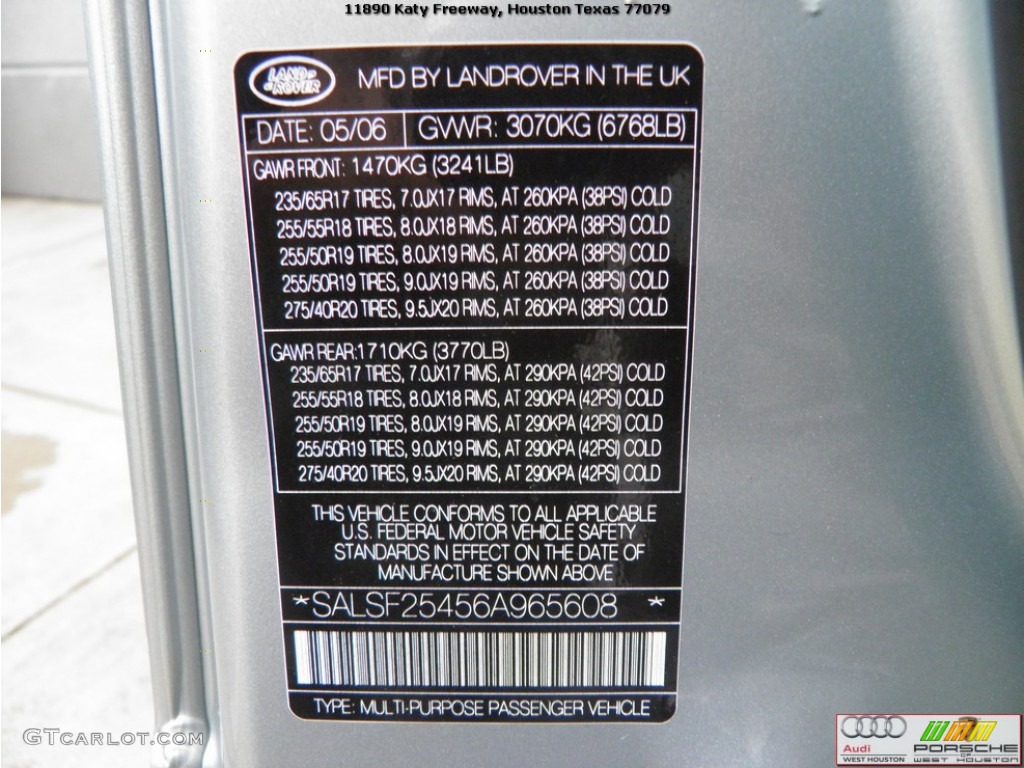 11890 Katy Freeway, Houston Texas 77079
LAND ROVER MFD BY LANDROVER IN THE UK
DATE: 05/06 GVWR: 3070KG (6768LB)
GAWR FRONT: 1470KG (3241LB)
235/65R17 TIRES, 7.0JX17 RIMS, AT 260KPA (38PSI) COLD
255/55R18 TIRES, 8.0JX18 RIMS, AT 260KPA (38PSI) COLD
255/50R19 TIRES, 8.0JX19 RIMS, AT 260KPA (38PSI) COLD
255/50R19 TIRES, 9.0JX19 RIMS, AT 260KPA (38PSI) COLD
275/40R20 TIRES, 9.5JX20 RIMS, AT 260KPA (38PSI) COLD
GAWR REAR:1710KG (3770LB)
235/65R17 TIRES, 7.0JX17 RIMS, AT 290KPA (42PSI) COLD
255/55R18 TIRES, 8.0JX18 RIMS, AT 290KPA (42PSI) COLD
255/50R19 TIRES, 8.0JX19 RIMS, AT 290KPA (42PSI) COLD
255/50R19 TIRES, 9.0JX19 RIMS, AT 290KPA (42PSI) COLD
275/40R20 TIRES, 9.5JX20 RIMS, AT 290KPA (42PSI) COLD
THIS VEHICLE CONFORMS TO ALL APPLICABLE
U.S. FEDERAL MOTOR VEHICLE SAFETY
STANDARDS IN EFFECT ON THE DATE OF
MANUFACTURE SHOWN ABOVE
*SALSF25456A965608 *
TYPE: MULTI-PURPOSE PASSENGER VEHICLE
GTCARLOT.COM
Audi
WEST HOUSTON
PORSCHE
OF
WEST HOUSTON